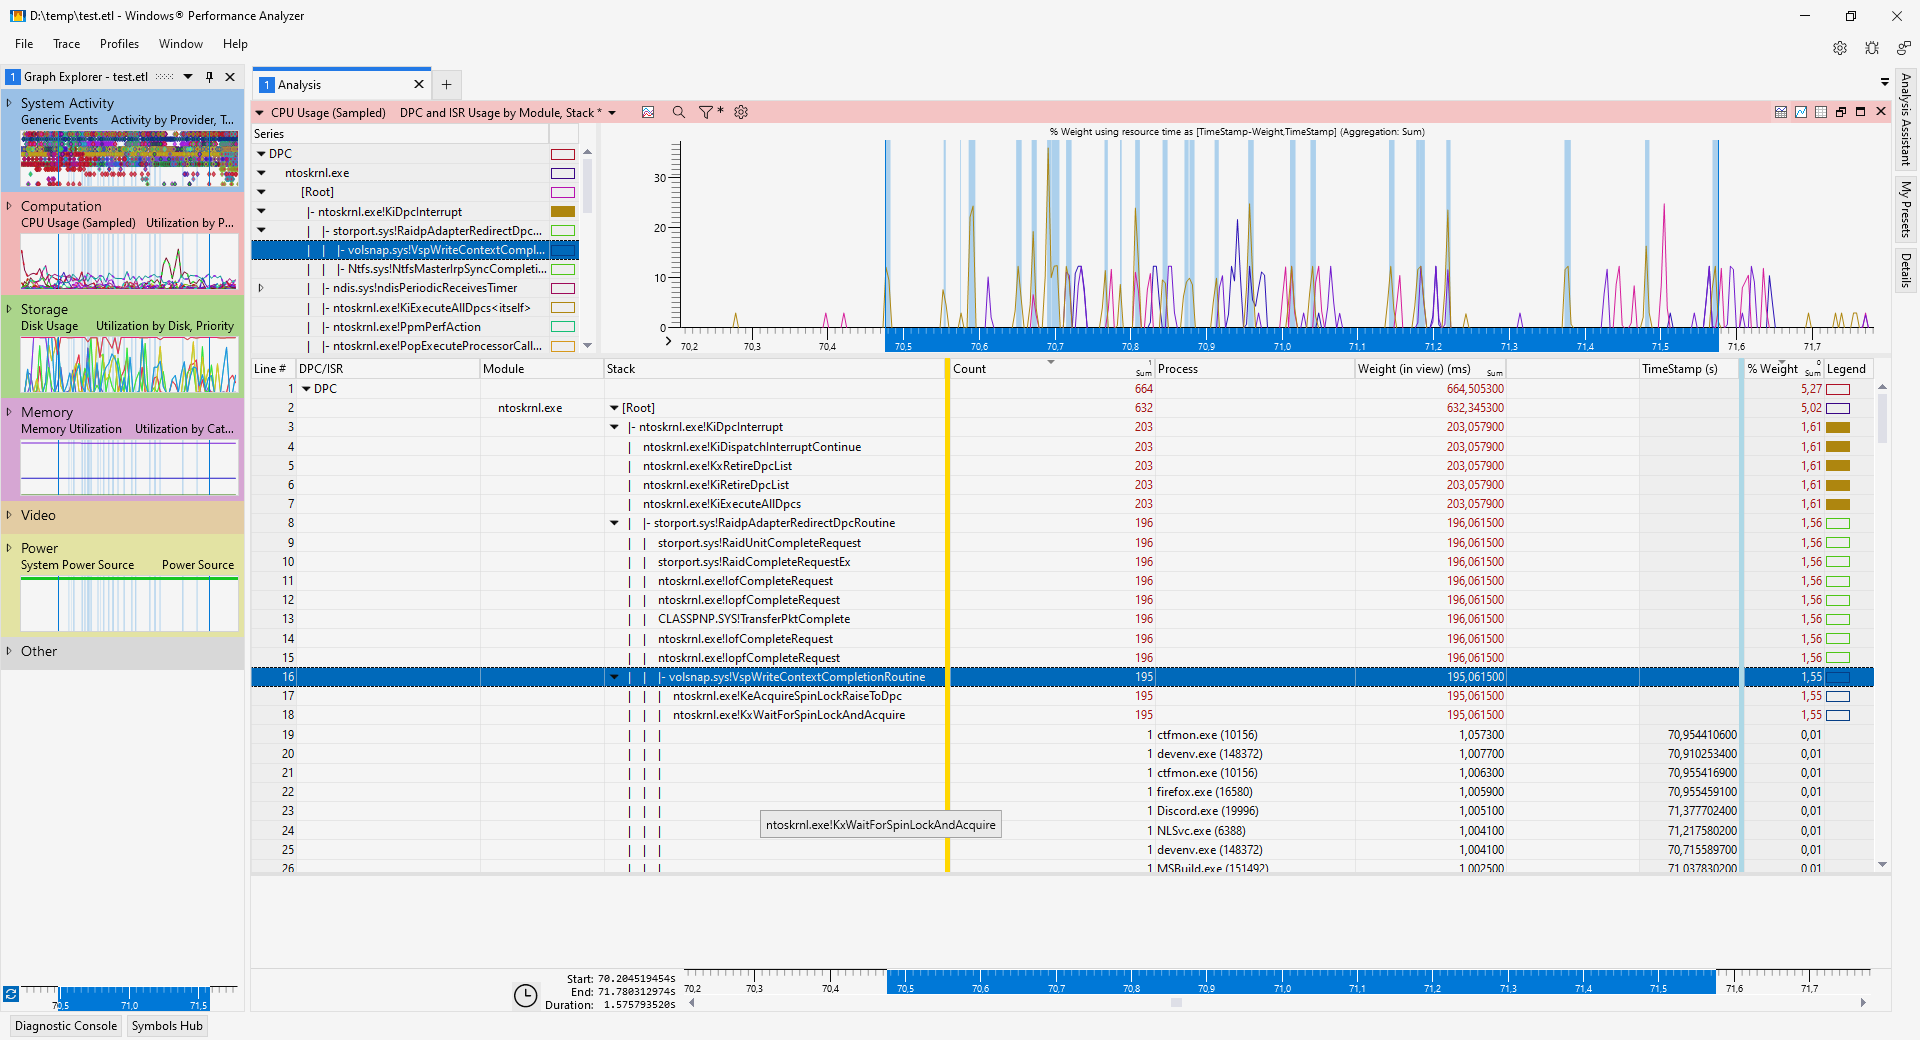 D:\temp\test.etl - Windows® Performance Analyzer
File Trace Profiles Window Help
1 Graph Explorer - test.etl
System Activity
Generic Events Activity by Provider, T...
Computation
CPU Usage (Sampled) Utilization by P...
Storage
Disk Usage Utilization by Disk, Priority
Memory
Memory Utilization Utilization by Cat...
Video
Power
System Power Source Power Source
Other
70,5 71,0 71,5
Diagnostic Console Symbols Hub
1 Analysis
CPU Usage (Sampled) DPC and ISR Usage by Module, Stack *
*
Series
DPC
ntoskrnl.exe
[Root]
|- ntoskrnl.exe!KiDpcInterrupt
| |- storport.sys!RaidpAdapterRedirectDpc...
| | |- volsnap.sys!VspWriteContextCompl...
| | |- Ntfs.sys!NtfsMasterIrpSyncCompleti...
| |- ndis.sys!ndisPeriodicReceivesTimer
| |- ntoskrnl.exe!KiExecuteAllDpcs<itself>
| |- ntoskrnl.exe!PpmPerfAction
| |- ntoskrnl.exe!PopExecuteProcessorCall...
% Weight using resource time as [TimeStamp-Weight,TimeStamp] (Aggregation: Sum)
30
20
10
0
70,2 70,3 70,4 70,5 70,6 70,7 70,8 70,9 71,0 71,1 71,2 71,3 71,4 71,5 71,6 71,7
Line # DPC/ISR Module Stack Count 1 Sum Process Weight (in view) (ms) Sum TimeStamp (s) % Weight 0 Sum Legend
1 DPC 664 664,505300 5,27
2 ntoskrnl.exe [Root] 632 632,345300 5,02
3 |- ntoskrnl.exe!KiDpcInterrupt 203 203,057900 1,61
4 | ntoskrnl.exe!KiDispatchInterruptContinue 203 203,057900 1,61
5 | ntoskrnl.exe!KxRetireDpcList 203 203,057900 1,61
6 | ntoskrnl.exe!KiRetireDpcList 203 203,057900 1,61
7 | ntoskrnl.exe!KiExecuteAllDpcs 203 203,057900 1,61
8 | |- storport.sys!RaidpAdapterRedirectDpcRoutine 196 196,061500 1,56
9 | | storport.sys!RaidUnitCompleteRequest 196 196,061500 1,56
10 | | storport.sys!RaidCompleteRequestEx 196 196,061500 1,56
11 | | ntoskrnl.exe!IofCompleteRequest 196 196,061500 1,56
12 | | ntoskrnl.exe!IopfCompleteRequest 196 196,061500 1,56
13 | | CLASSPNP.SYS!TransferPktComplete 196 196,061500 1,56
14 | | ntoskrnl.exe!IofCompleteRequest 196 196,061500 1,56
15 | | ntoskrnl.exe!IopfCompleteRequest 196 196,061500 1,56
16 | | |- volsnap.sys!VspWriteContextCompletionRoutine 195 195,061500 1,55
17 | | | ntoskrnl.exe!KeAcquireSpinLockRaiseToDpc 195 195,061500 1,55
18 | | | ntoskrnl.exe!KxWaitForSpinLockAndAcquire 195 195,061500 1,55
19 | | | 1 ctfmon.exe (10156) 1,057300 70,954410600 0,01
20 | | | 1 devenv.exe (148372) 1,007700 70,910253400 0,01
21 | | | 1 ctfmon.exe (10156) 1,006300 70,955416900 0,01
22 | | | 1 firefox.exe (16580) 1,005900 70,955459100 0,01
23 | | | 1 Discord.exe (19996) 1,005100 71,377702400 0,01
24 | | | 1 NLSvc.exe (6388) 1,004100 71,217580200 0,01
25 | | | 1 devenv.exe (148372) 1,004100 70,715589700 0,01
26 | | | 1 MSBuild.exe (151492) 1,002500 71,037830200 0,01
ntoskrnl.exe!KxWaitForSpinLockAndAcquire
Start: 70.204519454s
End: 71.780312974s
Duration: 1.575793520s
70,2 70,3 70,4 70,5 70,6 70,7 70,8 70,9 71,0 71,1 71,2 71,3 71,4 71,5 71,6 71,7
Analysis Assistant
My Presets
Details